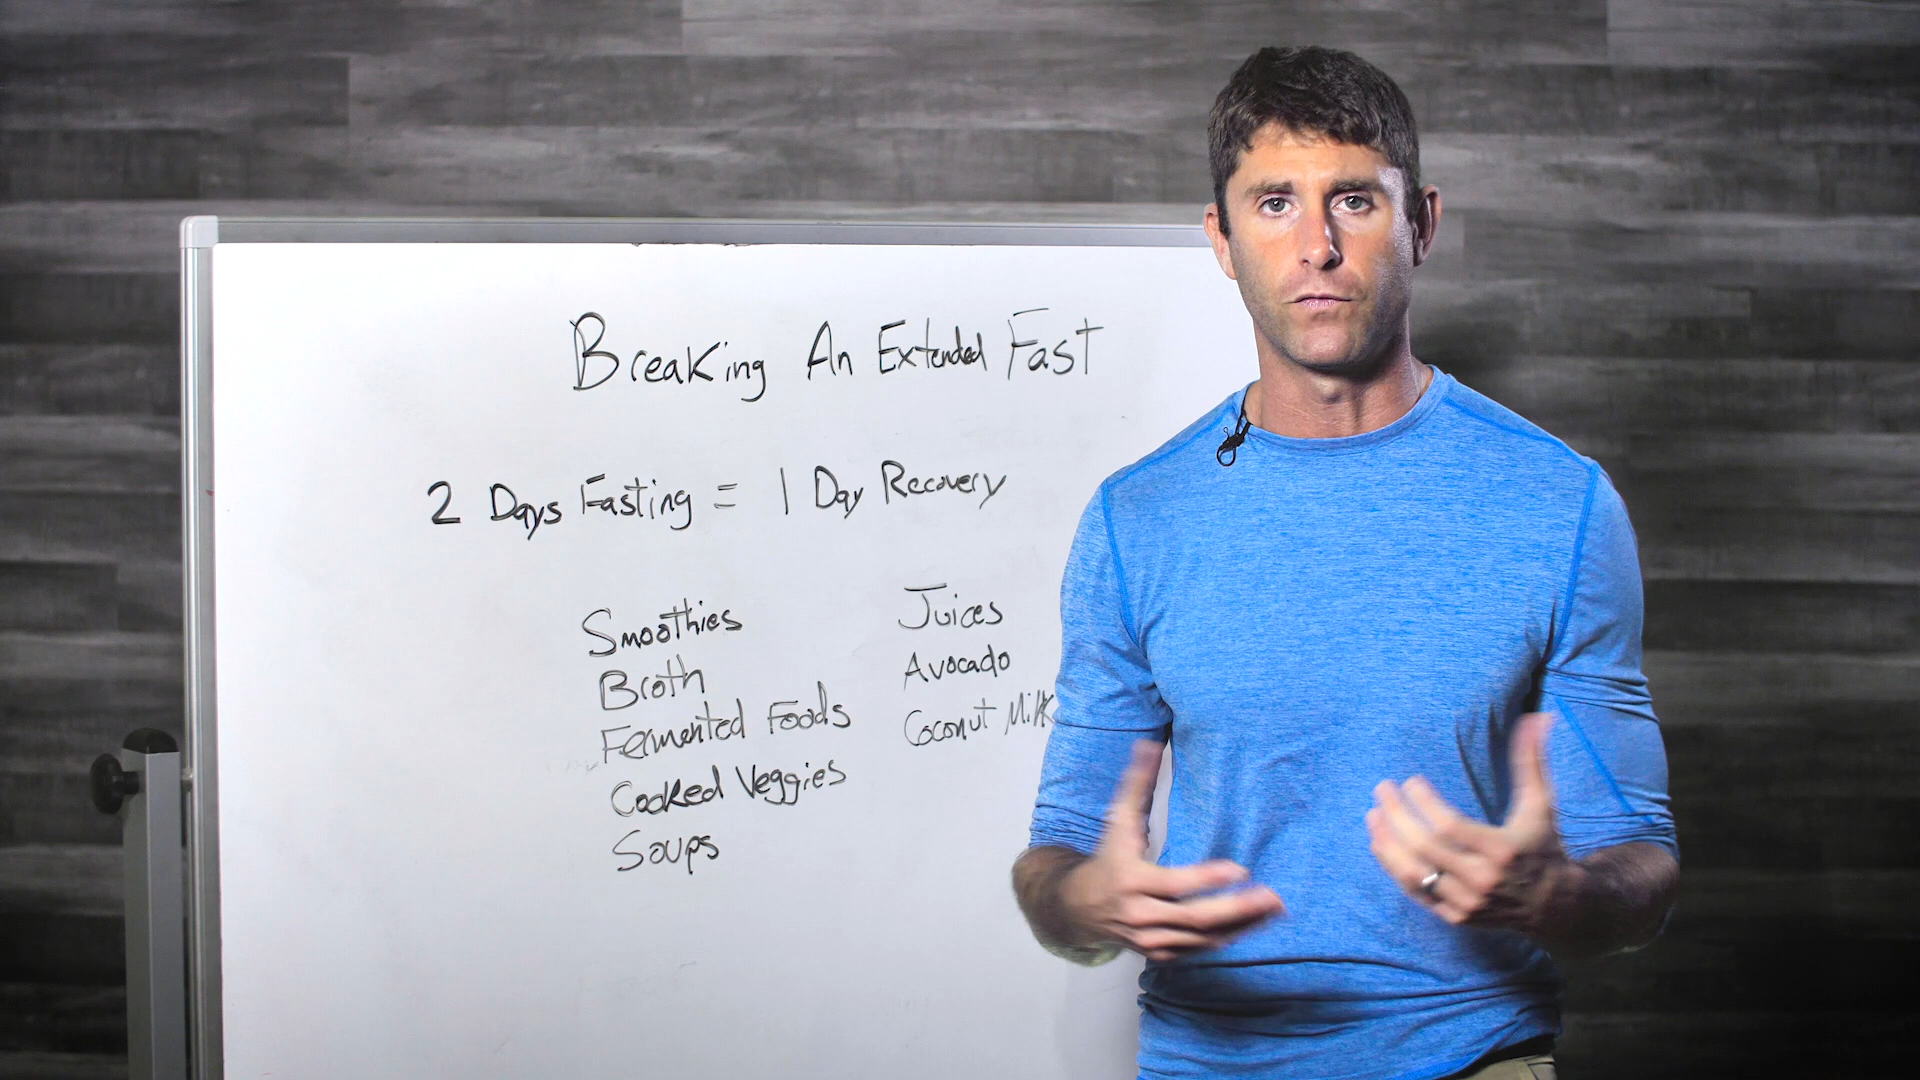 Breaking An Extended Fast
2 Days Fasting = 1 Day Recovery
Smoothies
Broth
Fermented Foods
Cooked Veggies
Soups
Juices
Avocado
Coconut Milk